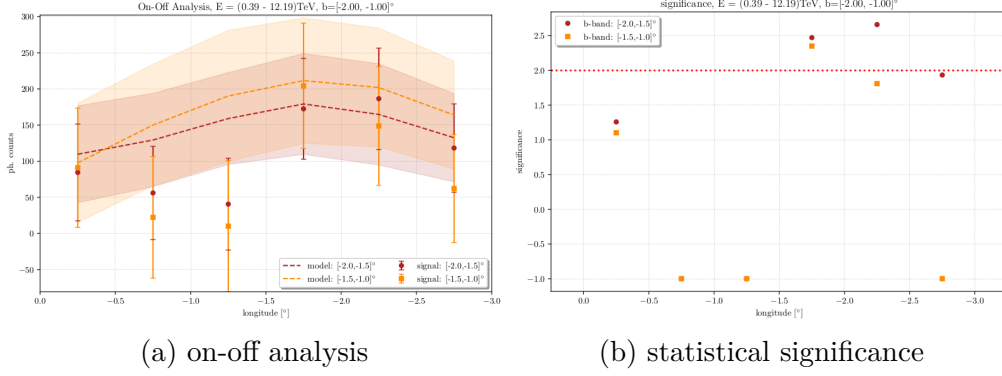 On-Off Analysis, E = (0.39 - 12.19)TeV, b=[-2.00, -1.00]°
300
250
200
150
100
50
0
−50
ph. counts
model: [-2.0,-1.5]°
model: [-1.5,-1.0]°
signal: [-2.0,-1.5]°
signal: [-1.5,-1.0]°
0.0 −0.5 −1.0 −1.5 −2.0 −2.5 −3.0
longitude [°]
(a) on-off analysis
significance, E = (0.39 - 12.19)TeV, b=[-2.00, -1.00]°
b-band: [-2.0,-1.5]°
b-band: [-1.5,-1.0]°
2.5
2.0
1.5
1.0
0.5
0.0
−0.5
−1.0
significance
0.0 −0.5 −1.0 −1.5 −2.0 −2.5 −3.0
longitude [°]
(b) statistical significance